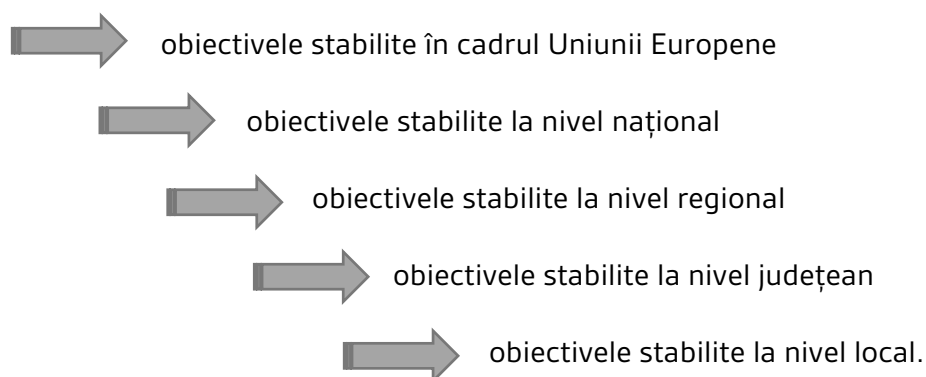 obiectivele stabilite în cadrul Uniunii Europene
obiectivele stabilite la nivel național
obiectivele stabilite la nivel regional
obiectivele stabilite la nivel județean
obiectivele stabilite la nivel local.